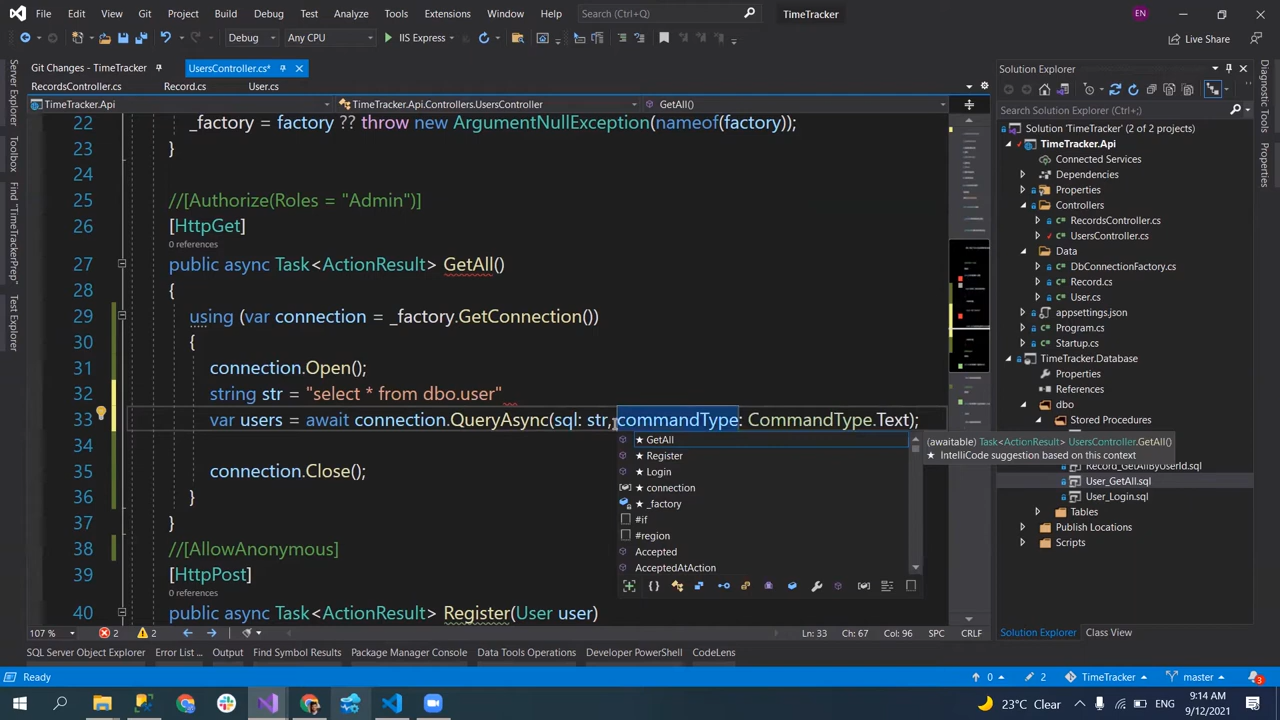 File Edit View Git Project Build Debug Test Analyze Tools Extensions Window Help Search (Ctrl+Q) TimeTracker EN
Debug Any CPU IIS Express Live Share
Git Changes - TimeTracker UsersController.cs*
RecordsController.cs Record.cs User.cs
TimeTracker.Api TimeTracker.Api.Controllers.UsersController GetAll()
Server Explorer
Toolbox
Find "TimeTrackerPrep'
Test Explorer
22 _factory = factory ?? throw new ArgumentNullException(nameof(factory));
23 }
24
25 //[Authorize(Roles = "Admin")]
26 [HttpGet]
0 references
27 public async Task<ActionResult> GetAll()
28 {
29 using (var connection = _factory.GetConnection())
30 {
31 connection.Open();
32 string str = "select * from dbo.user"
33 var users = await connection.QueryAsync(sql: str,commandType: CommandType.Text);
34
35 connection.Close();
36 }
37 }
38 //[AllowAnonymous]
39 [HttpPost]
0 references
40 public async Task<ActionResult> Register(User user)
★ GetAll
★ Register
★ Login
★ connection
★ _factory
#if
#region
Accepted
AcceptedAtAction
(awaitable) Task<ActionResult> UsersController.GetAll()
★ IntelliCode suggestion based on this context
107 % 2 2 Ln: 33 Ch: 67 Col: 96 SPC CRLF
Solution Explorer
Search Solution Explorer (Ctrl+;)
Solution 'TimeTracker' (2 of 2 projects)
TimeTracker.Api
Connected Services
Dependencies
Properties
Controllers
RecordsController.cs
UsersController.cs
Data
DbConnectionFactory.cs
Record.cs
User.cs
appsettings.json
Program.cs
Startup.cs
TimeTracker.Database
Properties
References
dbo
Record_GetAllByUserId.sql
User_GetAll.sql
User_Login.sql
Tables
Publish Locations
Scripts
Solution Explorer Class View
Diagnostic Tools
Properties
SQL Server Object Explorer Error List ... Output Find Symbol Results Package Manager Console Data Tools Operations Developer PowerShell CodeLens
Ready 0 2 TimeTracker master 3
23°C Clear ENG 9:14 AM
9/12/2021